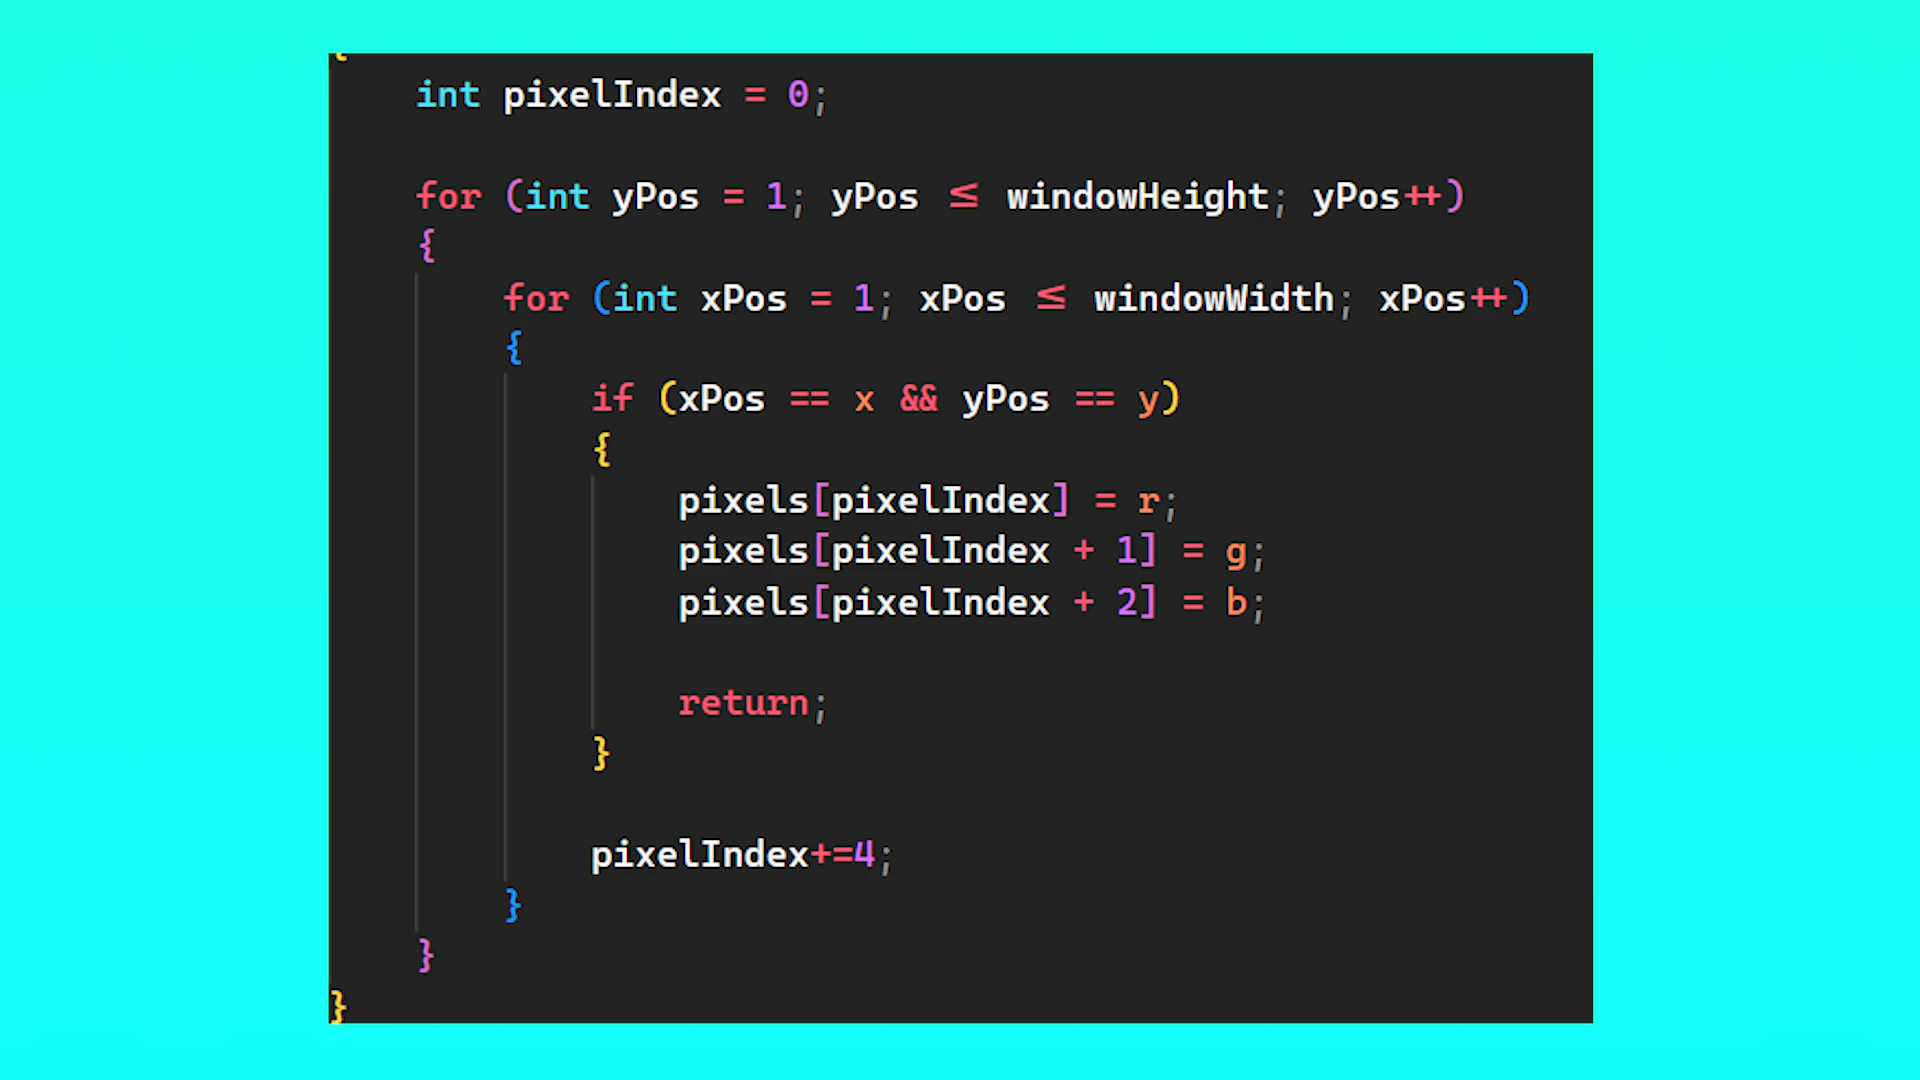 {
int pixelIndex = 0;
for (int yPos = 1; yPos ≤ windowHeight; yPos++)
{
for (int xPos = 1; xPos ≤ windowWidth; xPos++)
{
if (xPos == x && yPos == y)
{
pixels[pixelIndex] = r;
pixels[pixelIndex + 1] = g;
pixels[pixelIndex + 2] = b;
return;
}
pixelIndex+=4;
}
}
}